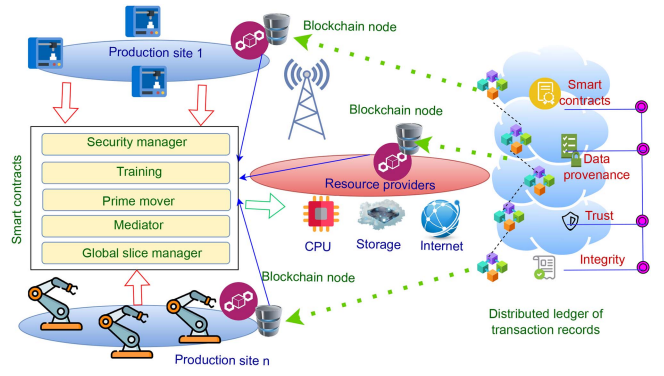 Blockchain node
Production site 1
Smart
contracts
Blockchain node
Security manager
Training
Prime mover
Mediator
Global slice manager
Smart contracts
Resource providers
Data
provenance
CPU
Storage
Internet
Trust
Integrity
Blockchain node
Distributed ledger of
transaction records
Production site n